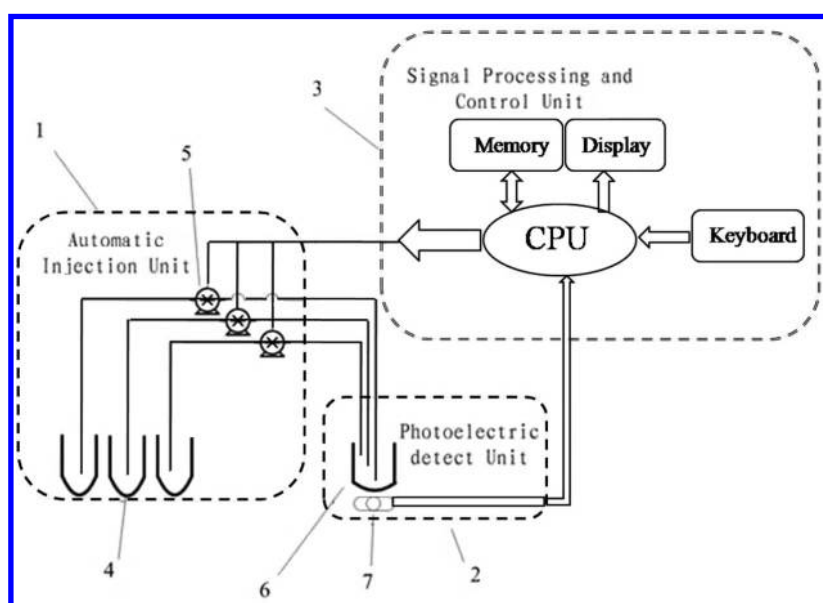 Signal Processing and
Control Unit
3
Memory
Display
1
5
Automatic
Injection Unit
CPU
Keyboard
Photoelectric
detect Unit
4
6
7
2